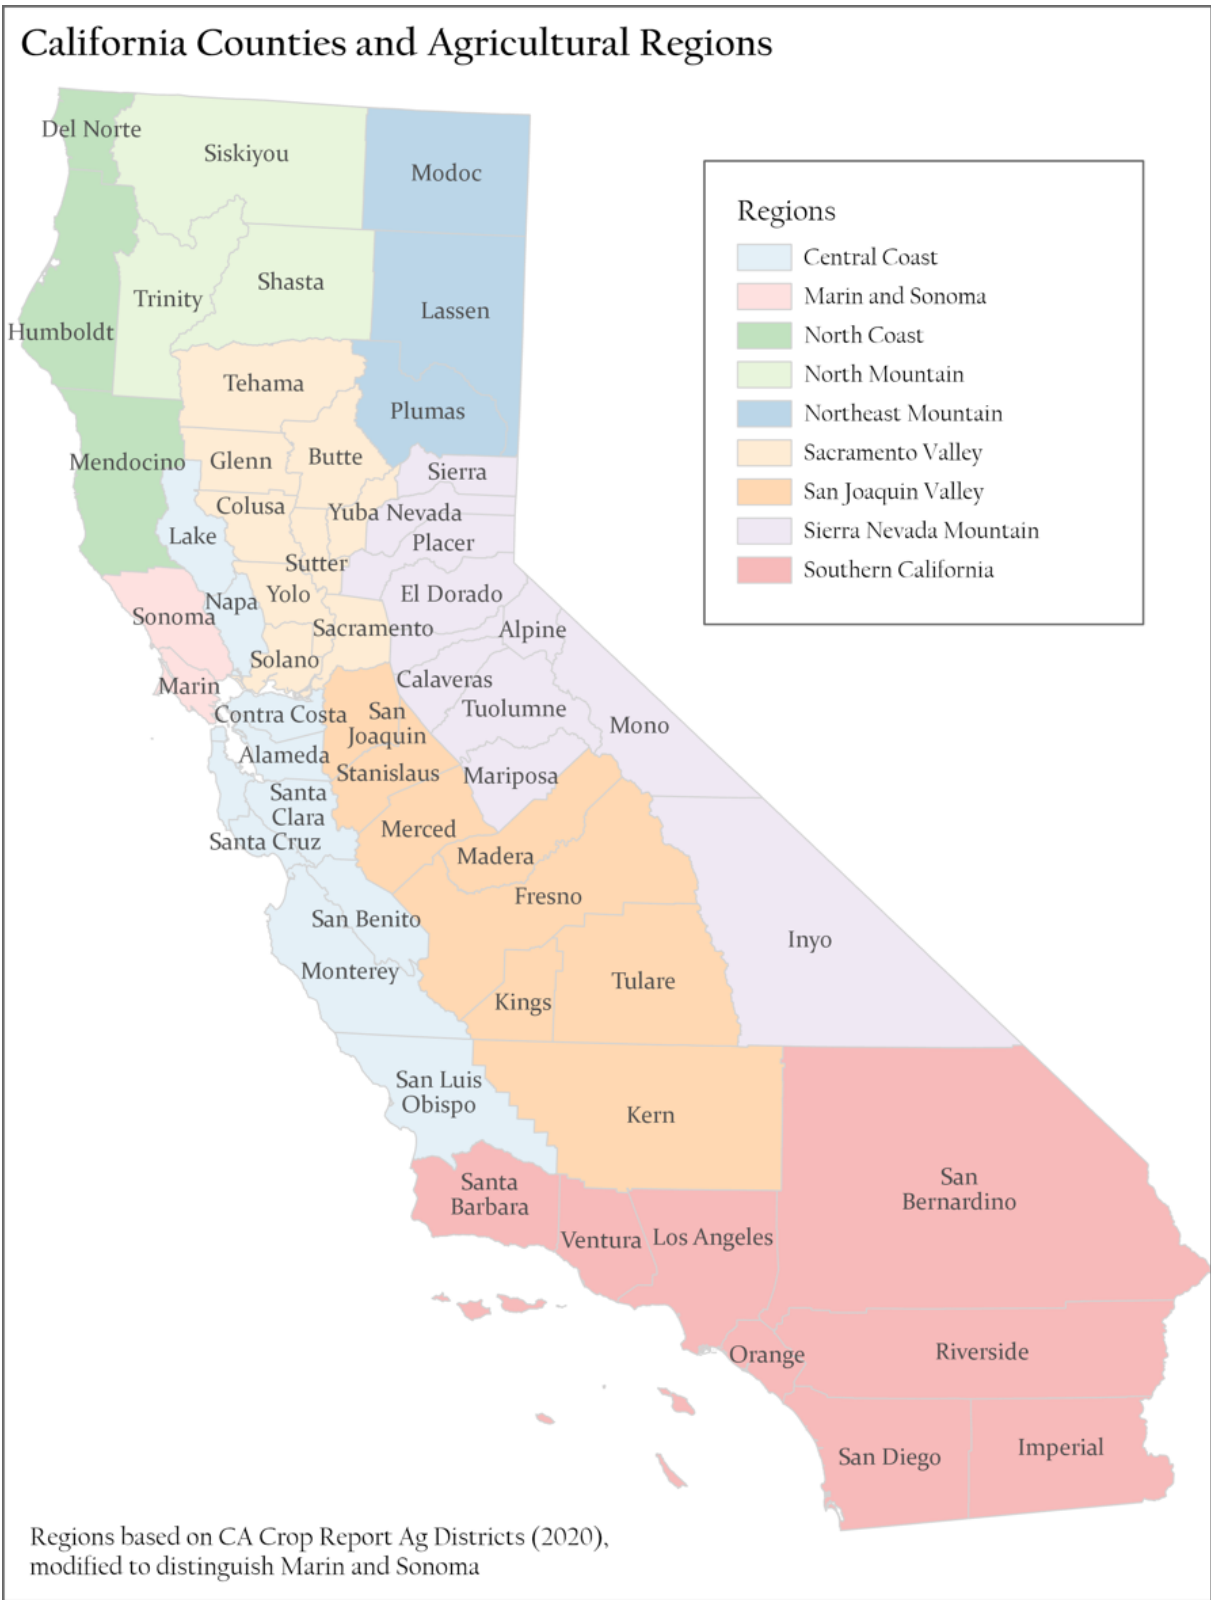 California Counties and Agricultural Regions
Del Norte
Siskiyou
Modoc
Trinity
Shasta
Lassen
Humboldt
Tehama
Plumas
Mendocino
Glenn
Butte
Sierra
Colusa
Yuba
Nevada
Lake
Placer
Sutter
Napa
Yolo
El Dorado
Sonoma
Sacramento
Alpine
Solano
Marin
Calaveras
Contra Costa
San
Joaquin
Tuolumne
Mono
Alameda
Stanislaus
Mariposa
Santa
Clara
Santa Cruz
Merced
Madera
Fresno
San Benito
Monterey
Kings
Tulare
Inyo
San Luis
Obispo
Kern
Santa
Barbara
Ventura
Los Angeles
San
Bernardino
Orange
Riverside
San Diego
Imperial
Regions
Central Coast
Marin and Sonoma
North Coast
North Mountain
Northeast Mountain
Sacramento Valley
San Joaquin Valley
Sierra Nevada Mountain
Southern California
Regions based on CA Crop Report Ag Districts (2020),
modified to distinguish Marin and Sonoma